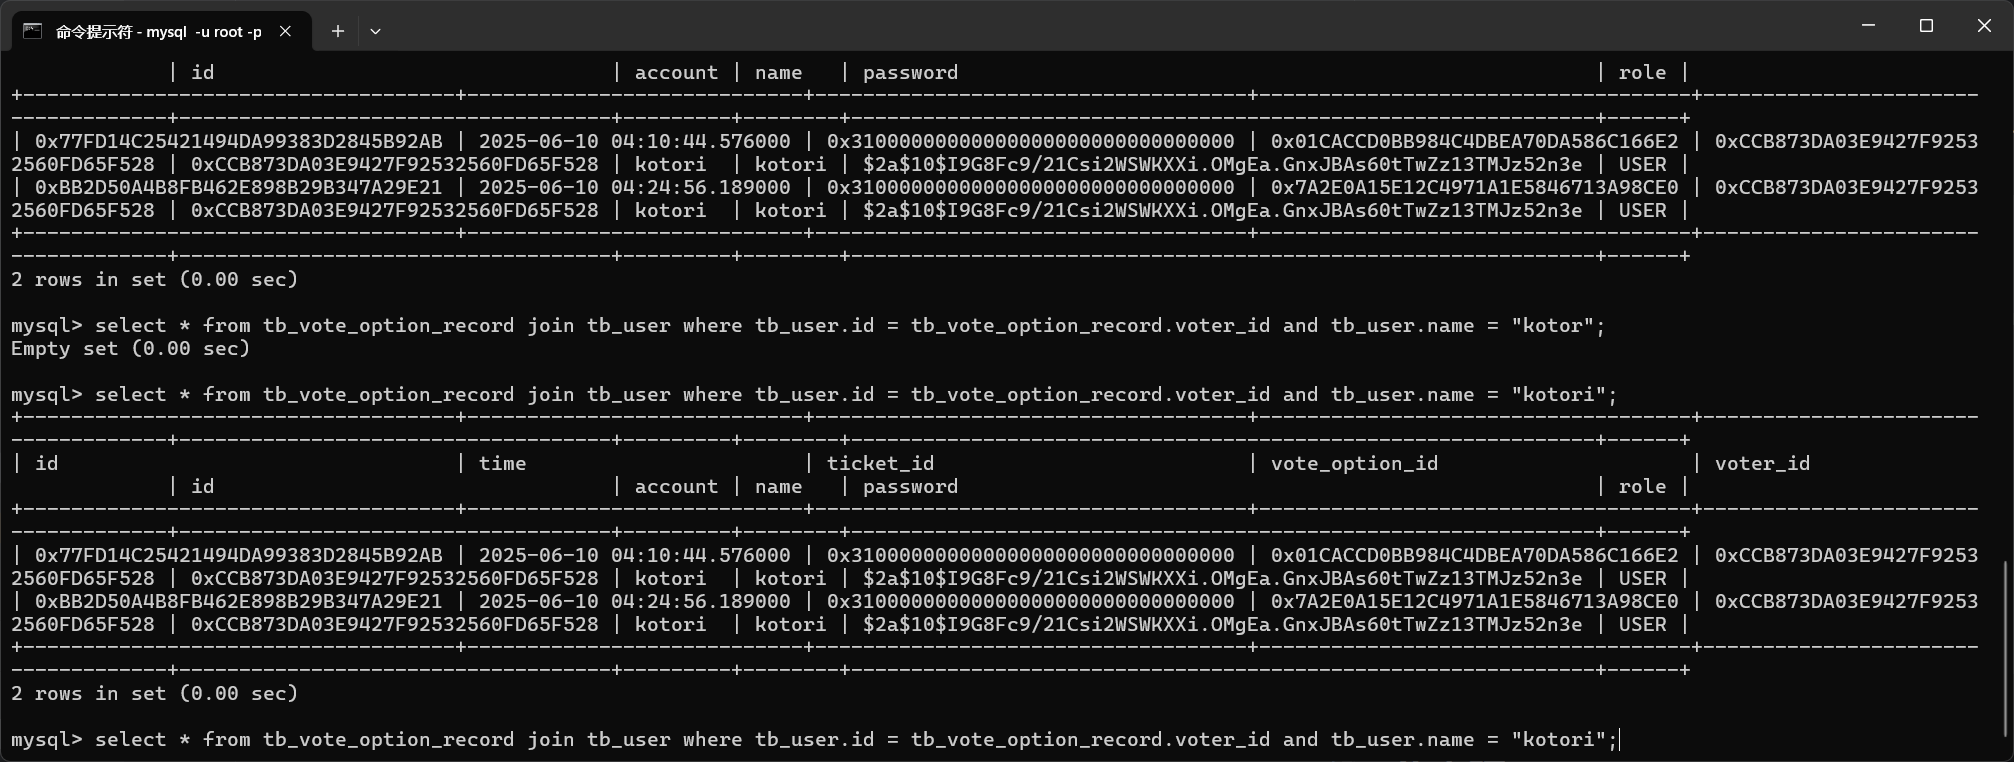 命令提示符 - mysql  -u root -p
             | id                                 | account | name   | password                                                     | role |
+------------------------------------+----------------------------+------------------------------------+------------------------------------+-----------------------
-------------+------------------------------------+---------+--------+--------------------------------------------------------------+------+
| 0x77FD14C25421494DA99383D2845B92AB | 2025-06-10 04:10:44.576000 | 0x31000000000000000000000000000000 | 0x01CACCD0BB984C4DBEA70DA586C166E2 | 0xCCB873DA03E9427F9253
2560FD65F528 | 0xCCB873DA03E9427F92532560FD65F528 | kotori  | kotori | $2a$10$I9G8Fc9/21Csi2WSWKXXi.OMgEa.GnxJBAs60tTwZz13TMJz52n3e | USER |
| 0xBB2D50A4B8FB462E898B29B347A29E21 | 2025-06-10 04:24:56.189000 | 0x31000000000000000000000000000000 | 0x7A2E0A15E12C4971A1E5846713A98CE0 | 0xCCB873DA03E9427F9253
2560FD65F528 | 0xCCB873DA03E9427F92532560FD65F528 | kotori  | kotori | $2a$10$I9G8Fc9/21Csi2WSWKXXi.OMgEa.GnxJBAs60tTwZz13TMJz52n3e | USER |
+------------------------------------+----------------------------+------------------------------------+------------------------------------+-----------------------
-------------+------------------------------------+---------+--------+--------------------------------------------------------------+------+
2 rows in set (0.00 sec)
mysql> select * from tb_vote_option_record join tb_user where tb_user.id = tb_vote_option_record.voter_id and tb_user.name = "kotor";
Empty set (0.00 sec)
mysql> select * from tb_vote_option_record join tb_user where tb_user.id = tb_vote_option_record.voter_id and tb_user.name = "kotori";
+------------------------------------+----------------------------+------------------------------------+------------------------------------+-----------------------
-------------+------------------------------------+---------+--------+--------------------------------------------------------------+------+
| id                                 | time                       | ticket_id                          | vote_option_id                     | voter_id
             | id                                 | account | name   | password                                                     | role |
+------------------------------------+----------------------------+------------------------------------+------------------------------------+-----------------------
-------------+------------------------------------+---------+--------+--------------------------------------------------------------+------+
| 0x77FD14C25421494DA99383D2845B92AB | 2025-06-10 04:10:44.576000 | 0x31000000000000000000000000000000 | 0x01CACCD0BB984C4DBEA70DA586C166E2 | 0xCCB873DA03E9427F9253
2560FD65F528 | 0xCCB873DA03E9427F92532560FD65F528 | kotori  | kotori | $2a$10$I9G8Fc9/21Csi2WSWKXXi.OMgEa.GnxJBAs60tTwZz13TMJz52n3e | USER |
| 0xBB2D50A4B8FB462E898B29B347A29E21 | 2025-06-10 04:24:56.189000 | 0x31000000000000000000000000000000 | 0x7A2E0A15E12C4971A1E5846713A98CE0 | 0xCCB873DA03E9427F9253
2560FD65F528 | 0xCCB873DA03E9427F92532560FD65F528 | kotori  | kotori | $2a$10$I9G8Fc9/21Csi2WSWKXXi.OMgEa.GnxJBAs60tTwZz13TMJz52n3e | USER |
+------------------------------------+----------------------------+------------------------------------+------------------------------------+-----------------------
-------------+------------------------------------+---------+--------+--------------------------------------------------------------+------+
2 rows in set (0.00 sec)
mysql> select * from tb_vote_option_record join tb_user where tb_user.id = tb_vote_option_record.voter_id and tb_user.name = "kotori";